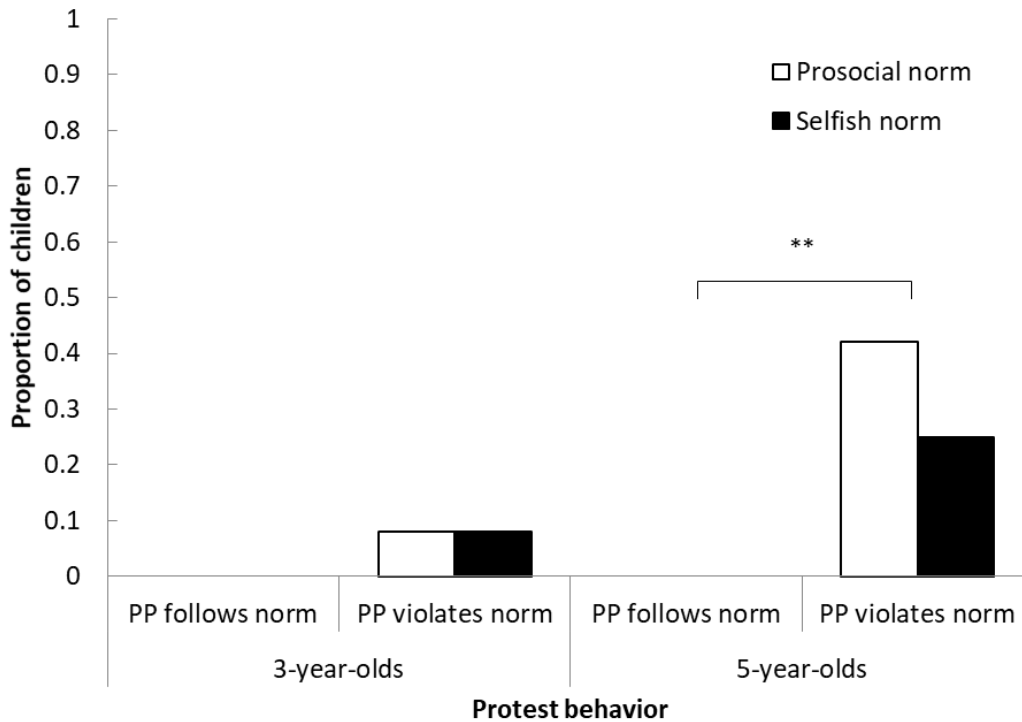 1
0.9
0.8
0.7
0.6
0.5
0.4
0.3
0.2
0.1
0
Proportion of children
Prosocial norm
Selfish norm
**
PP follows norm
PP violates norm
PP follows norm
PP violates norm
3-year-olds
5-year-olds
Protest behavior